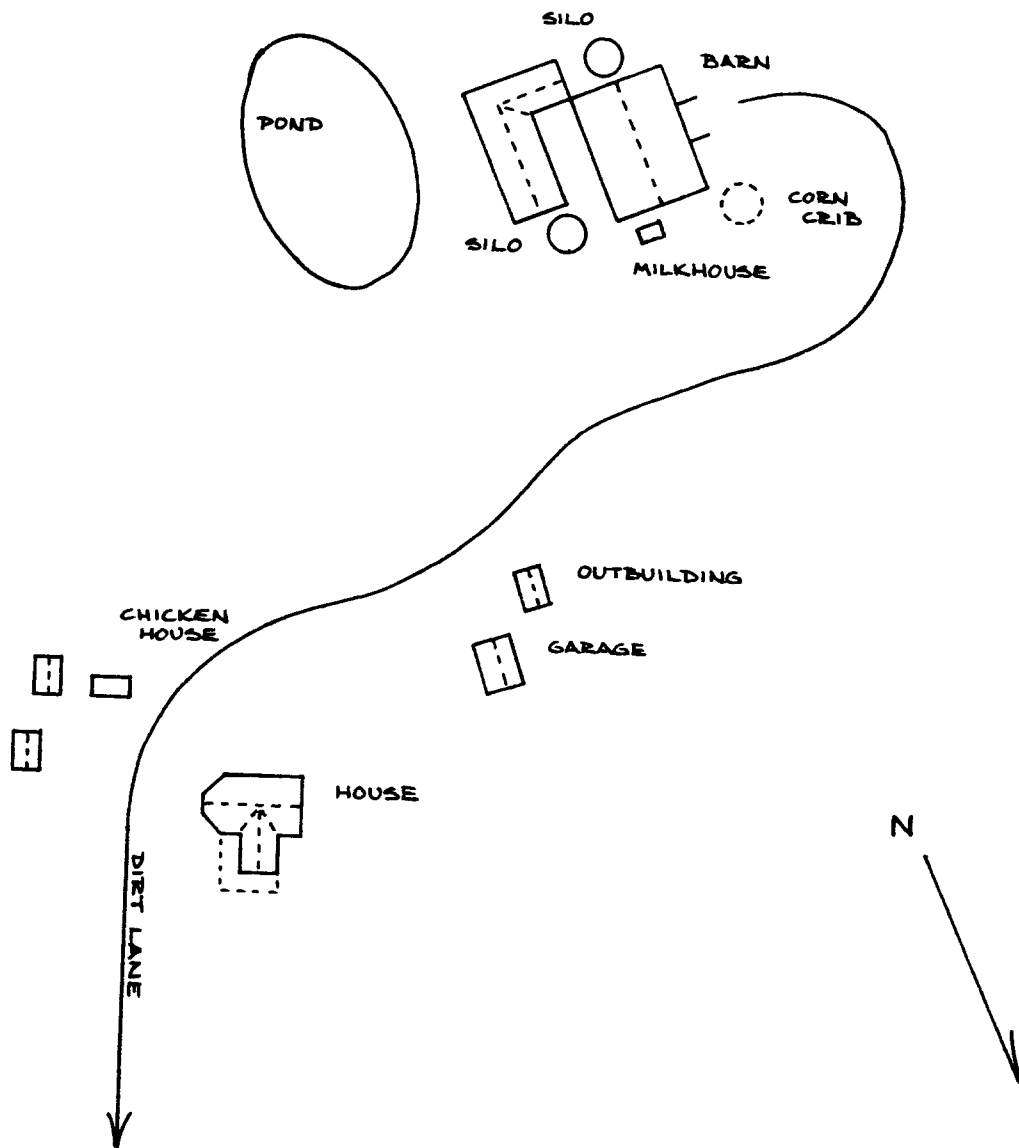 SILO
BARN
POND
CORN
CRIB
SILO
MILKHOUSE
OUTBUILDING
CHICKEN
HOUSE
GARAGE
HOUSE
N
DIRT LANE